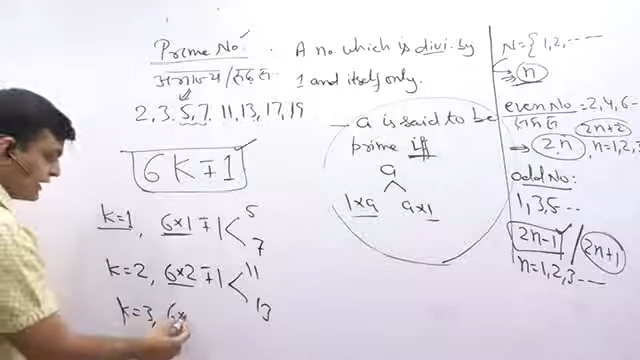 Prime No. A no. which is divi. by
अभाज्य / रूढ़ सं. 1 and itself only.
2, 3, 5, 7, 11, 13, 17, 19
— a is said to be
prime iff
a
1×a a×1
6K∓1
k=1, 6×1∓1 < 5
7
k=2, 6×2∓1 < 11
13
k=3, 6×
N={1,2,------
n
even No = 2,4,6-
2n+2
→ 2n, n=1,2,3
odd No:
1,3,5--
2n-1 / 2n+1
n=1,2,3----